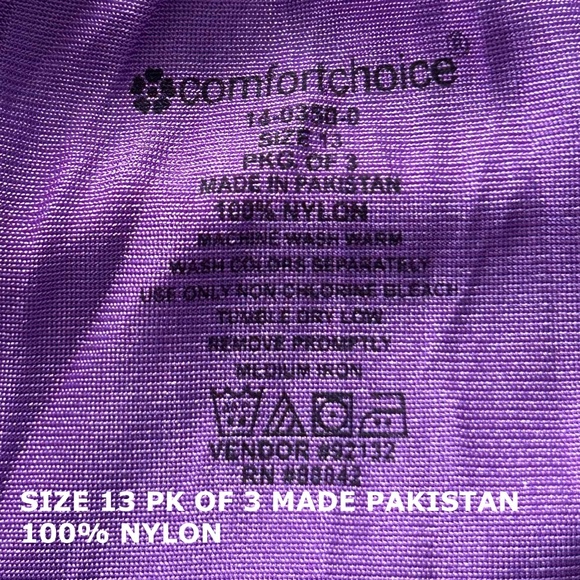 comfortchoice®
14-0350-0
SIZE 13
PKG. OF 3
MADE IN PAKISTAN
100% NYLON
MACHINE WASH WARM
WASH COLORS SEPARATELY
USE ONLY NON CHLORINE BLEACH
TUMBLE DRY LOW
REMOVE PROMPTLY
MEDIUM IRON
VENDOR #92132
RN #88842
SIZE 13 PK OF 3 MADE PAKISTAN
100% NYLON